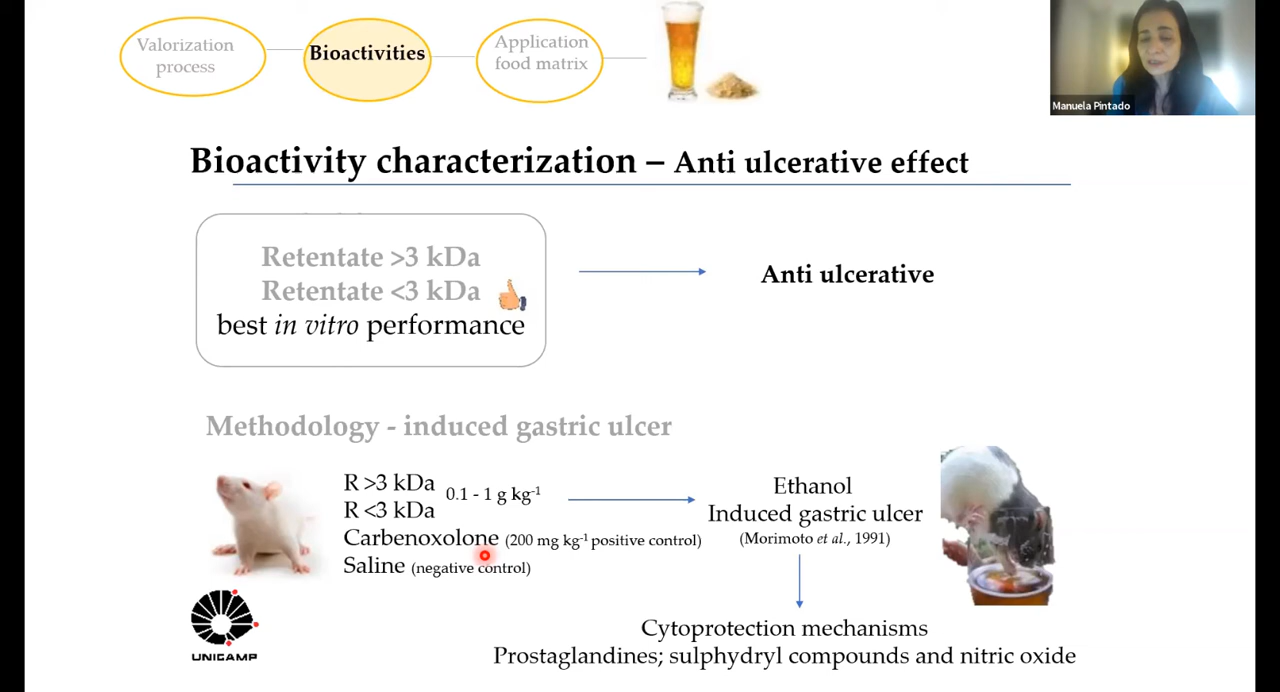 Valorization
process
Bioactivities
Application
food matrix
Manuela Pintado
Bioactivity characterization – Anti ulcerative effect
Retentate >3 kDa
Retentate <3 kDa
best in vitro performance
Anti ulcerative
Methodology - induced gastric ulcer
R >3 kDa
R <3 kDa
0.1 - 1 g kg-1
Carbenoxolone (200 mg kg-1 positive control)
Saline (negative control)
Ethanol
Induced gastric ulcer
(Morimoto et al., 1991)
UNICAMP
Cytoprotection mechanisms
Prostaglandines; sulphydryl compounds and nitric oxide